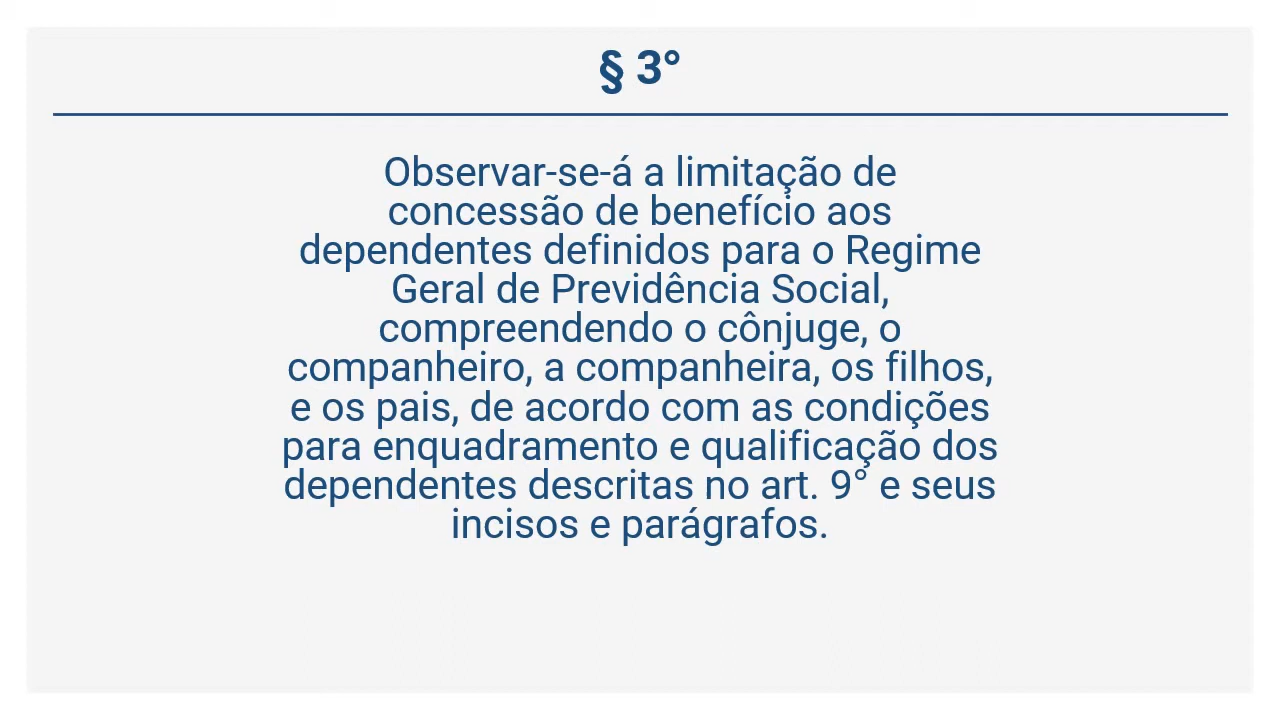 § 3°
Observar-se-á a limitação de
concessão de benefício aos
dependentes definidos para o Regime
Geral de Previdência Social,
compreendendo o cônjuge, o
companheiro, a companheira, os filhos,
e os pais, de acordo com as condições
para enquadramento e qualificação dos
dependentes descritas no art. 9° e seus
incisos e parágrafos.